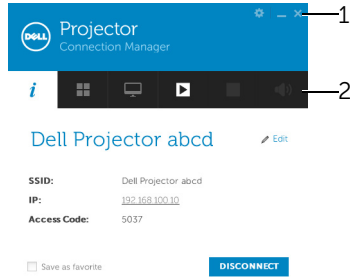 DELL
Projector
Connection Manager
1
i
2
Dell Projector abcd
Edit
SSID: Dell Projector abcd
IP: 192.168.100.10
Access Code: 5037
Save as favorite
DISCONNECT